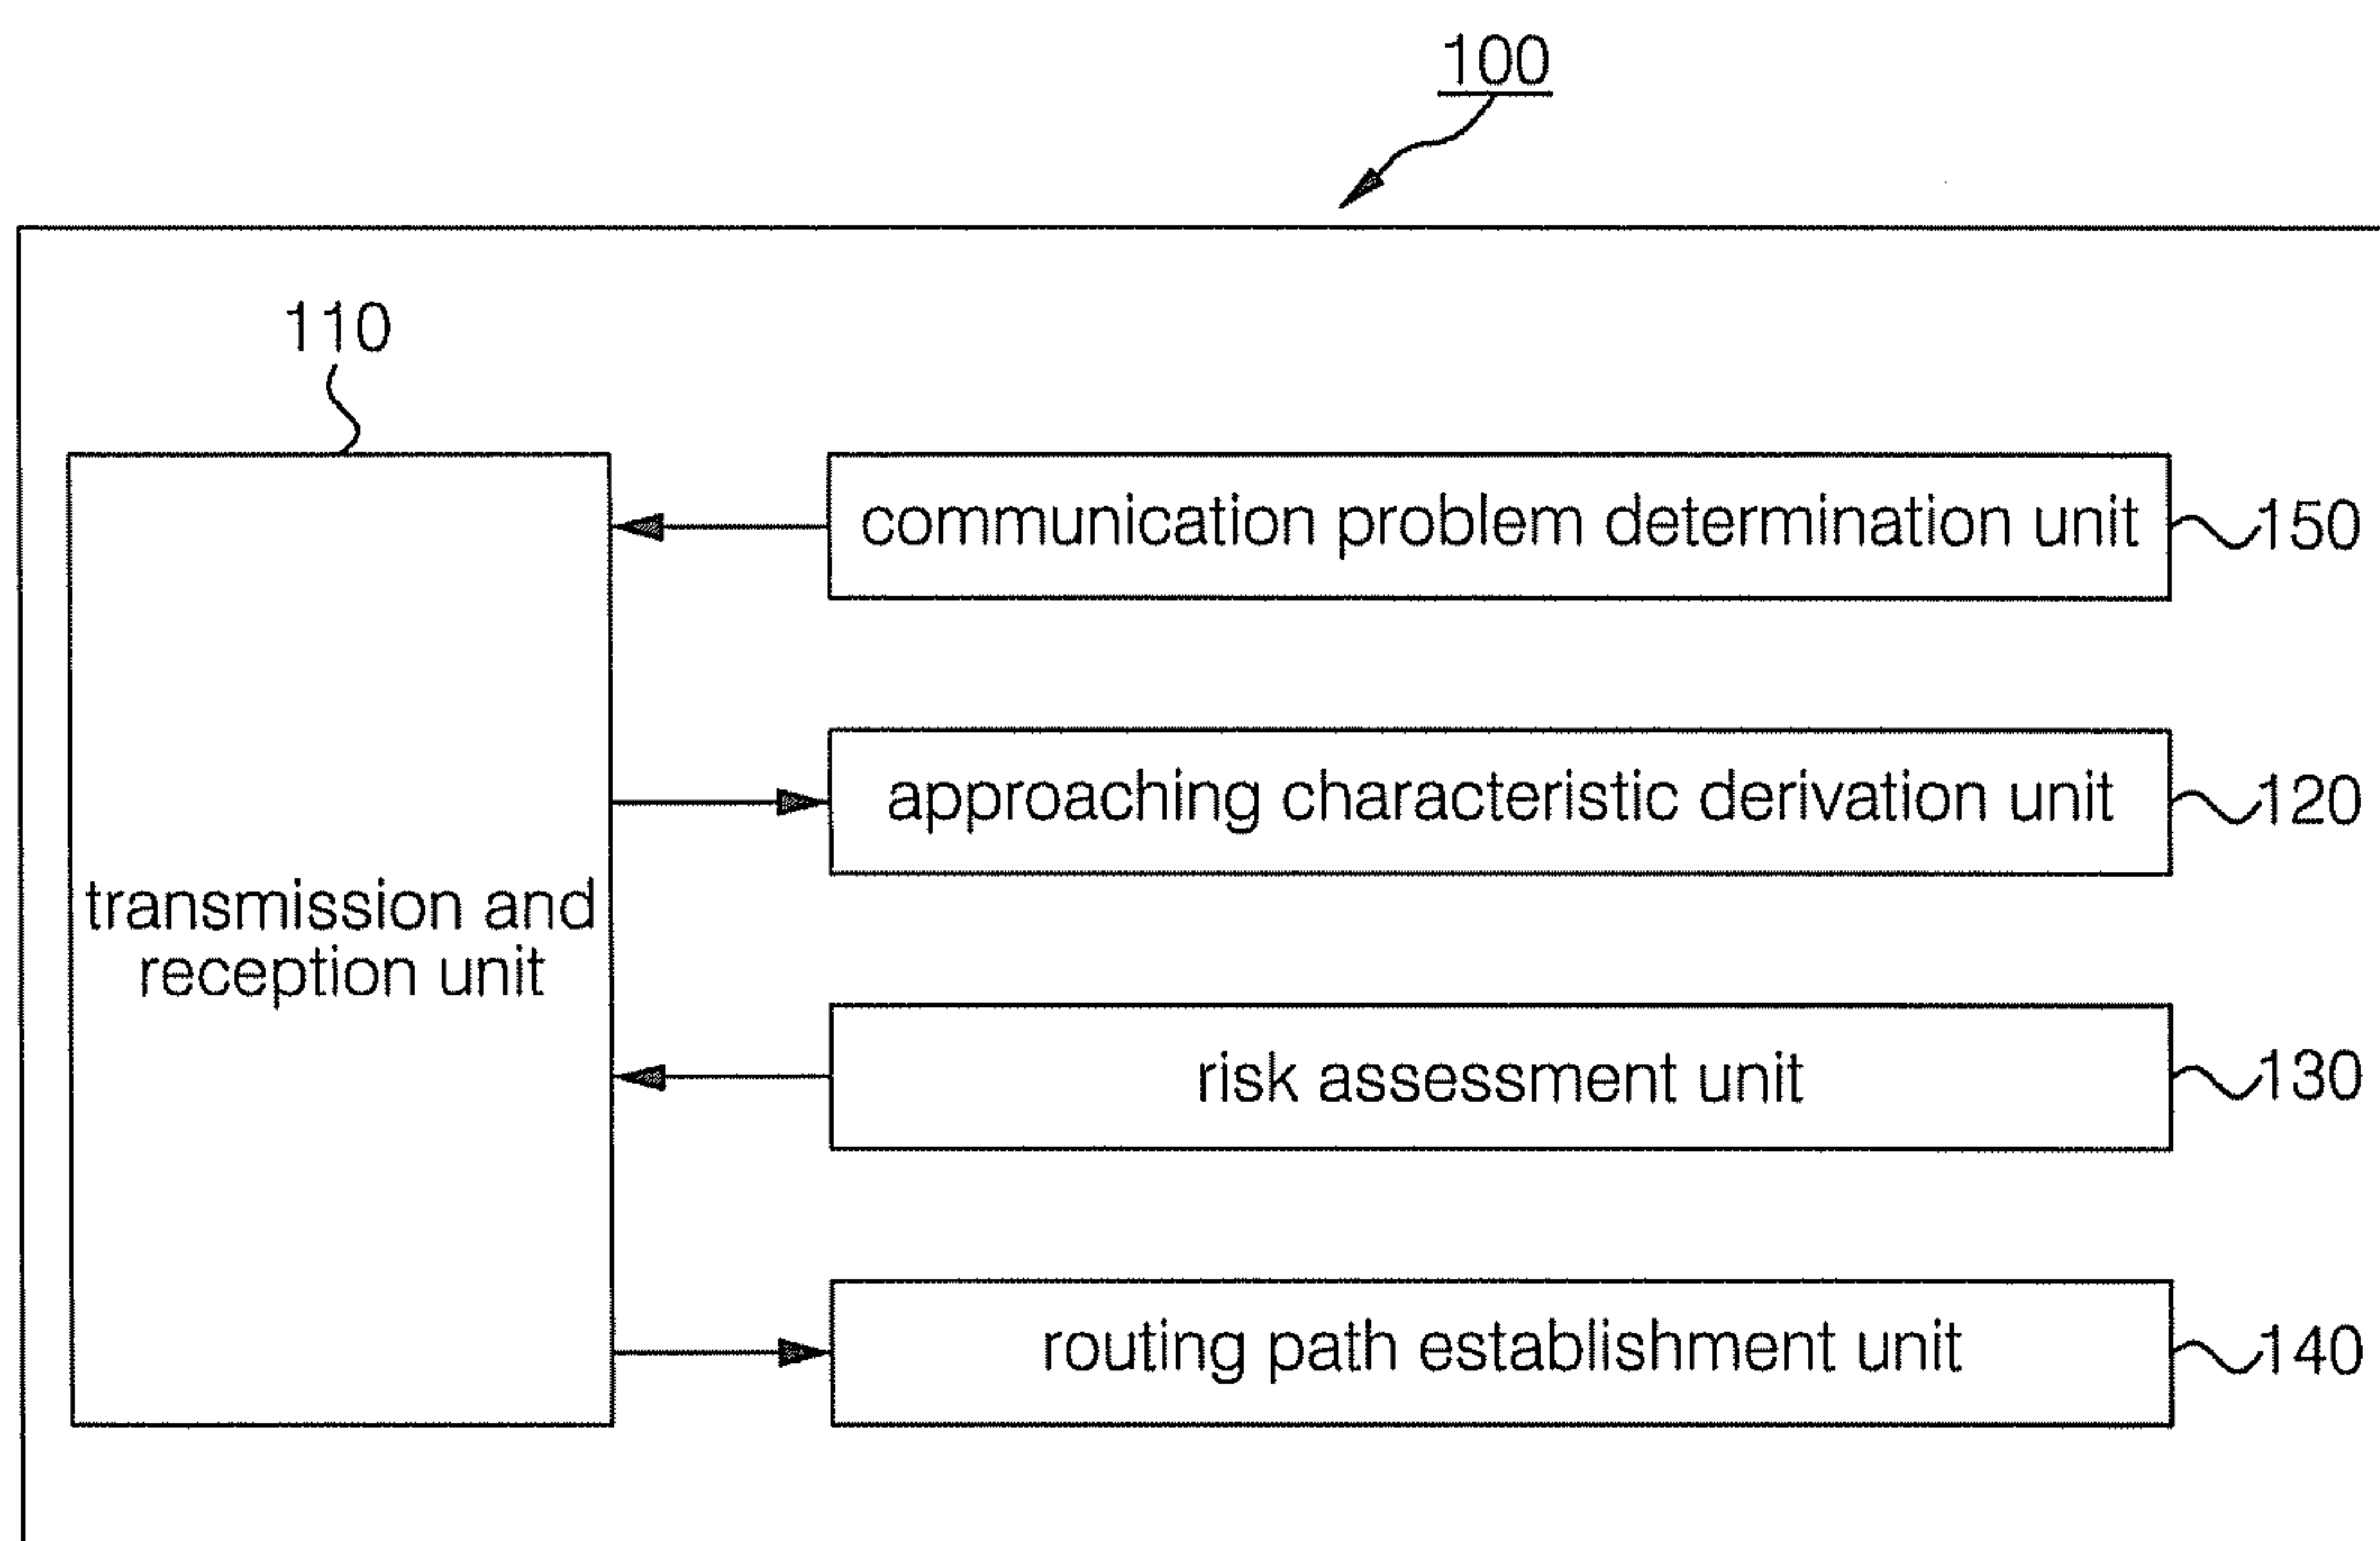 100
110
communication problem determination unit
150
approaching characteristic derivation unit
120
transmission and
reception unit
risk assessment unit
130
routing path establishment unit
140